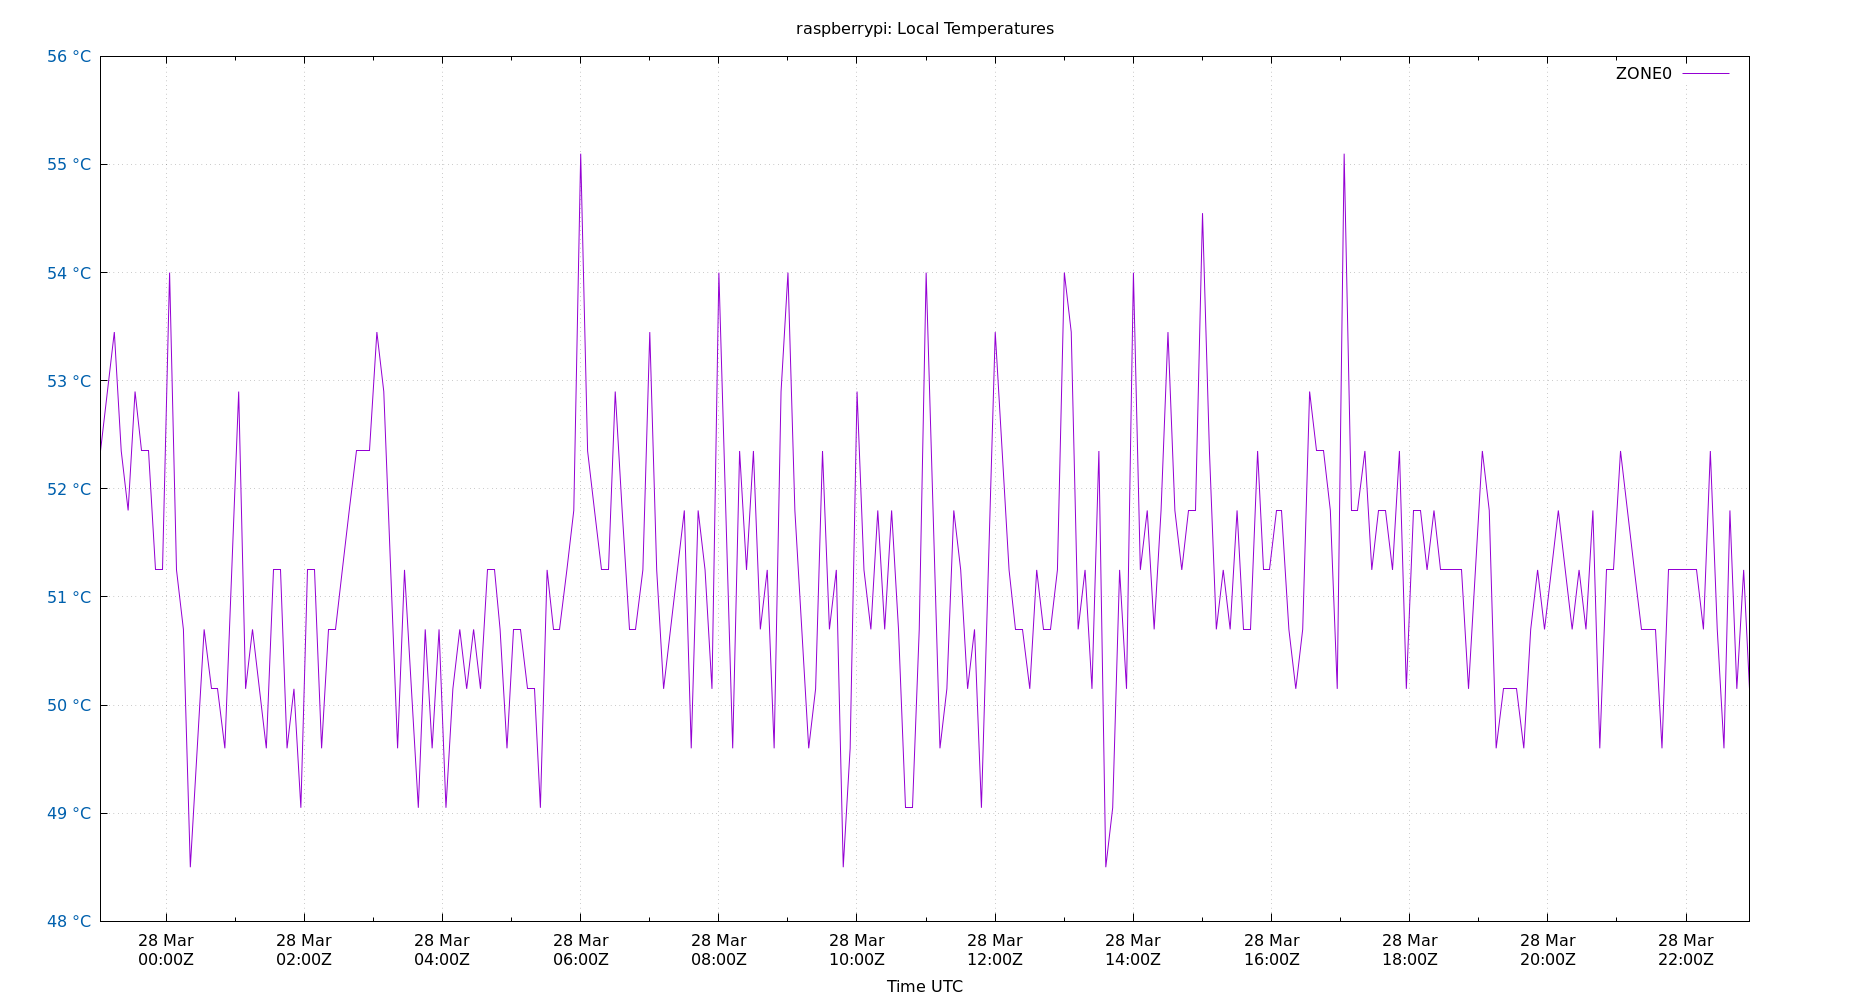 raspberrypi: Local Temperatures
56 °C
ZONE0
55 °C
54 °C
53 °C
52 °C
51 °C
50 °C
49 °C
48 °C
28 Mar 28 Mar 28 Mar 28 Mar 28 Mar 28 Mar 28 Mar 28 Mar 28 Mar 28 Mar 28 Mar 28 Mar
00:00Z 02:00Z 04:00Z 06:00Z 08:00Z 10:00Z 12:00Z 14:00Z 16:00Z 18:00Z 20:00Z 22:00Z
Time UTC